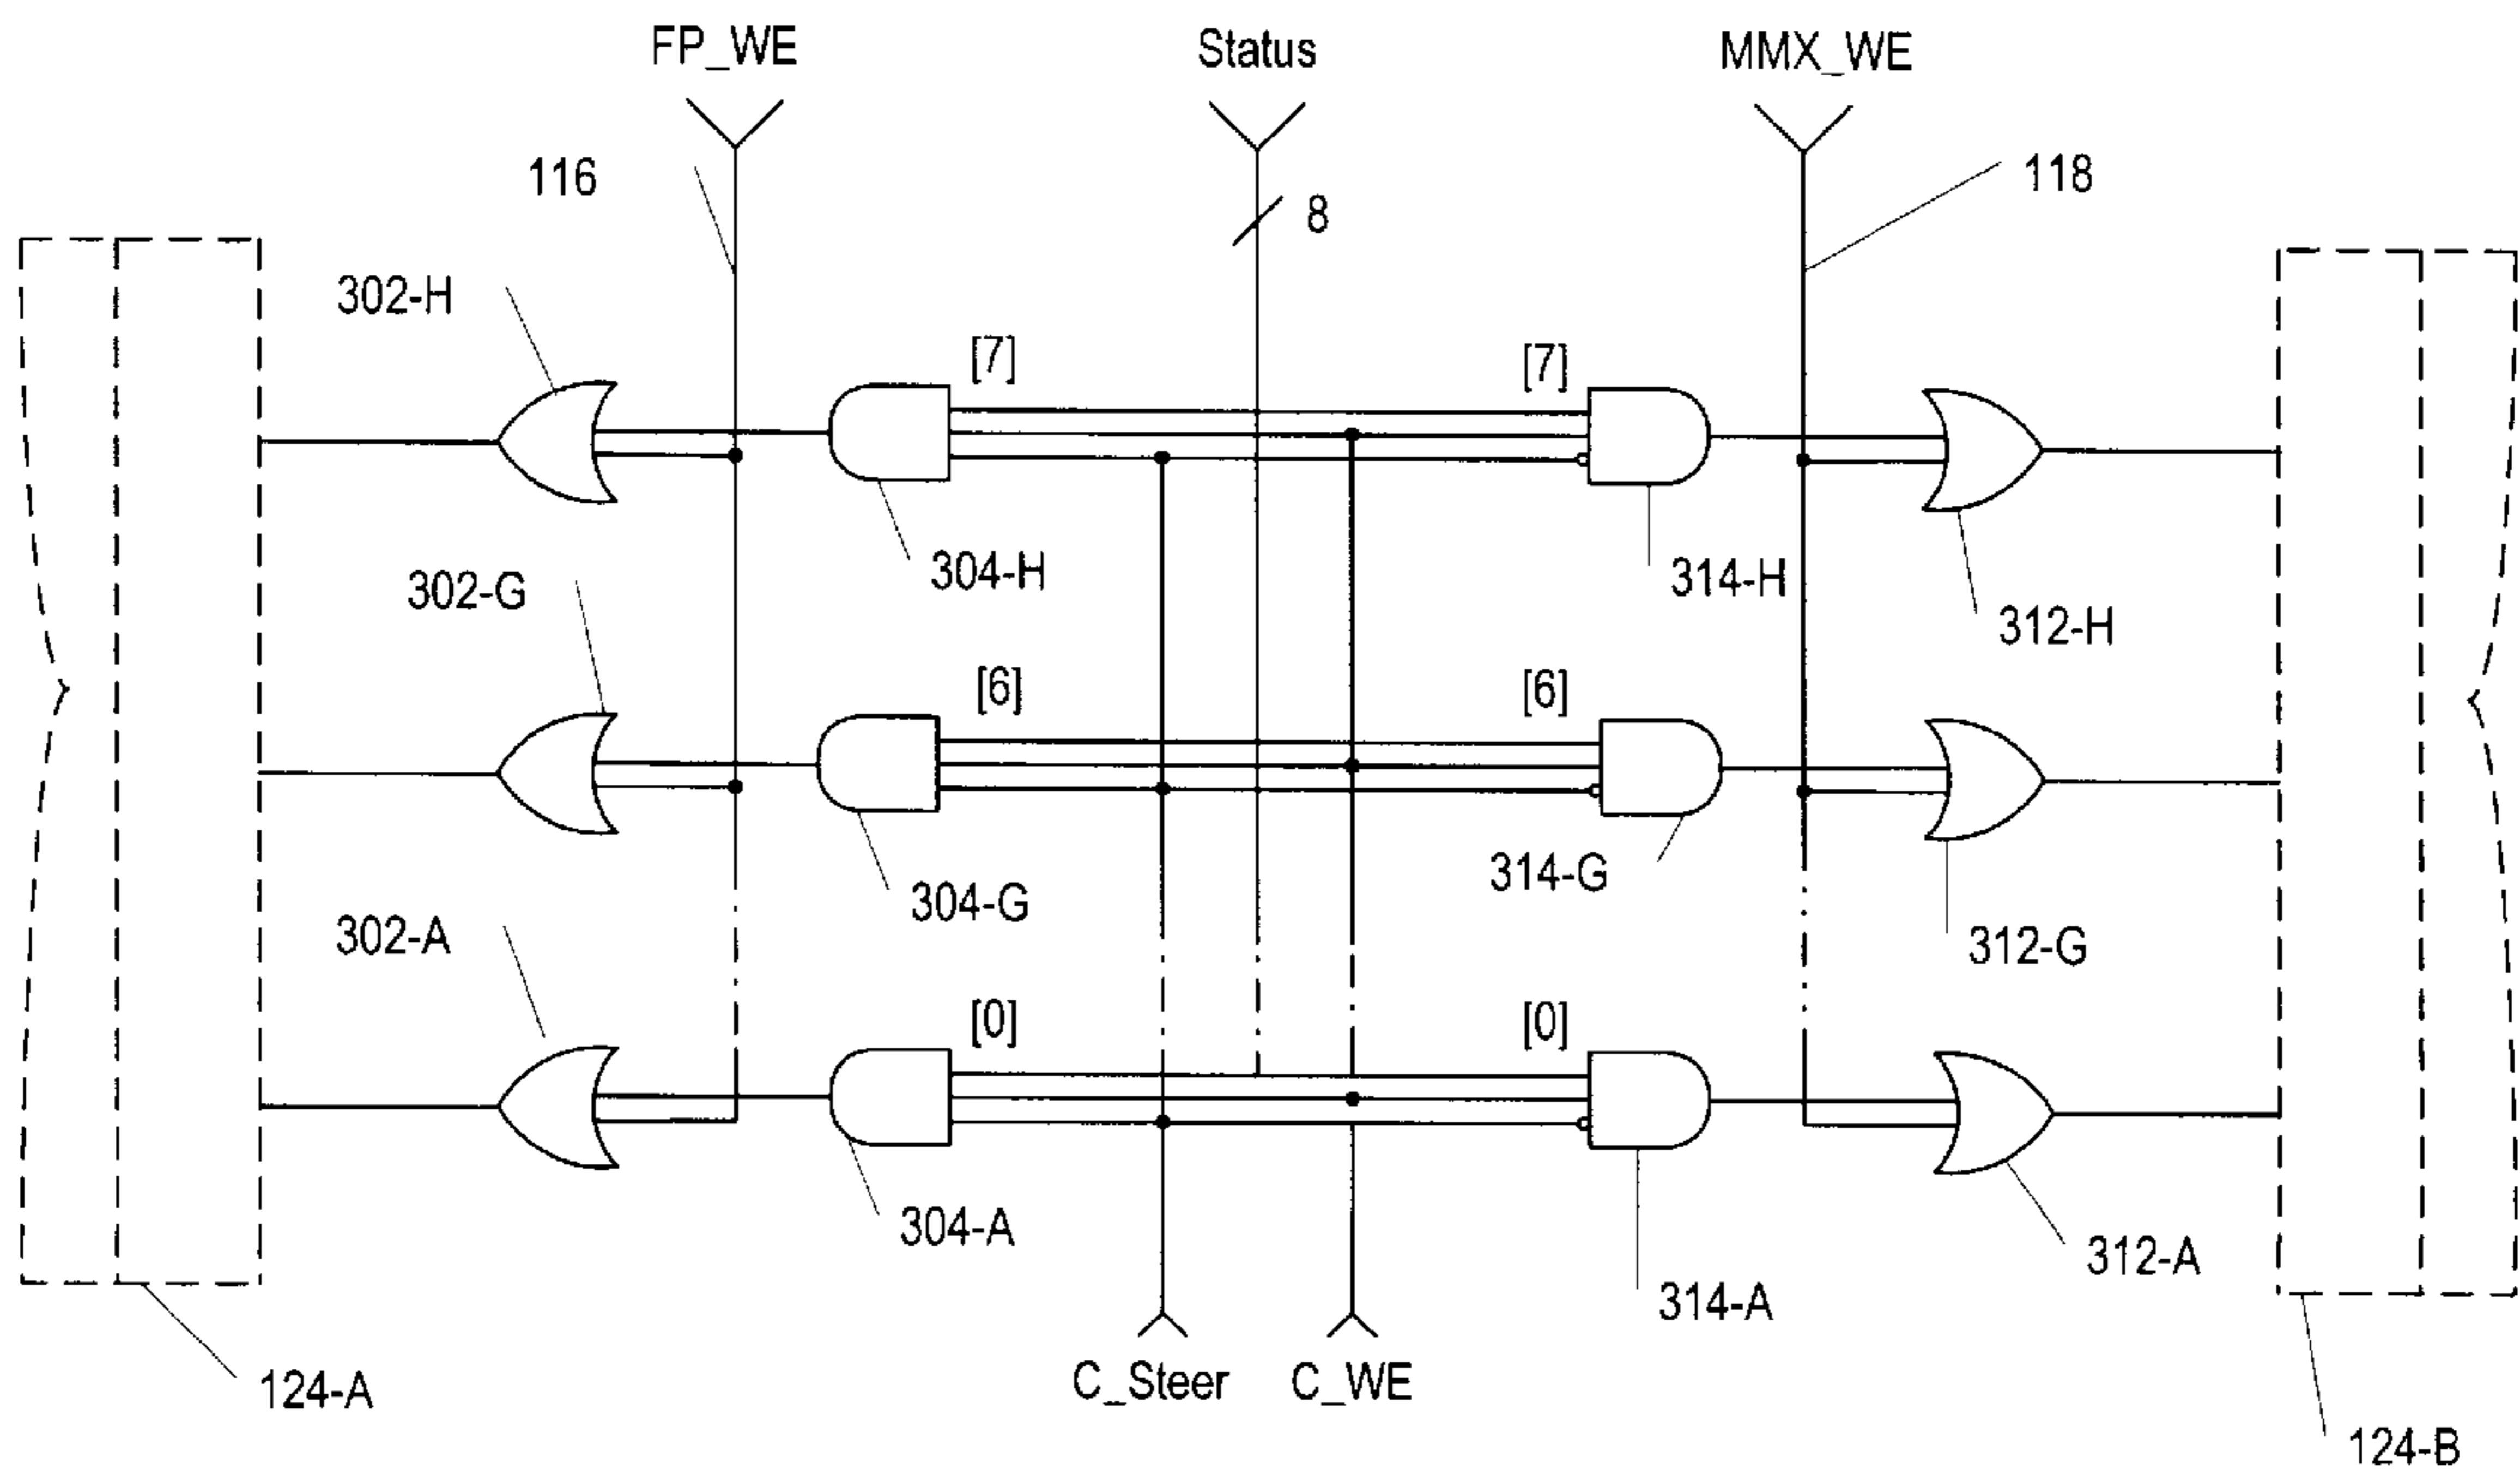 FP_WE
Status
MMX_WE
116
118
8
302-H
[7]
[7]
304-H
314-H
302-G
312-H
[6]
[6]
314-G
304-G
302-A
312-G
[0]
[0]
304-A
312-A
314-A
124-A
C_Steer
C_WE
124-B